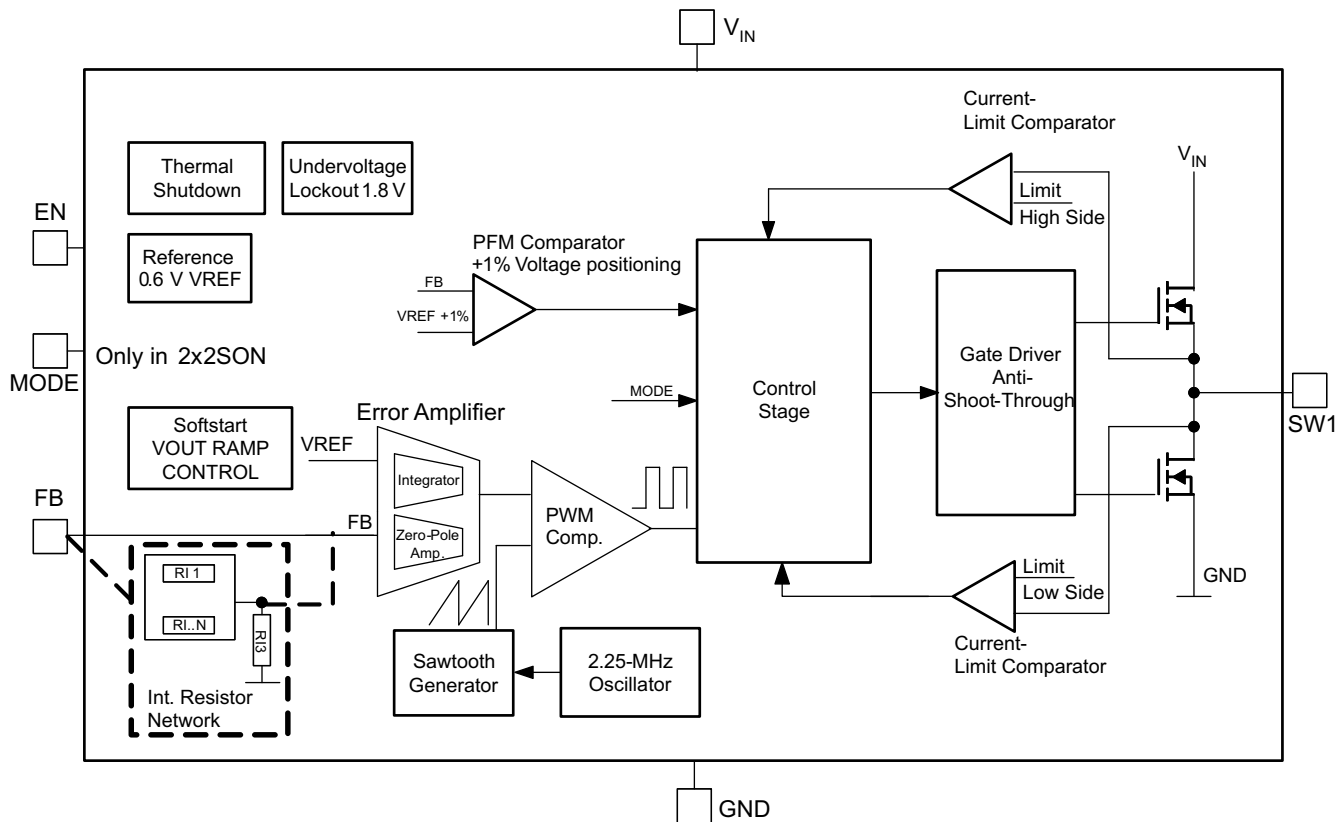 V_IN
Current-
Limit Comparator
V_IN
Thermal
Shutdown
Undervoltage
Lockout 1.8 V
Limit
High Side
EN
Reference
0.6 V VREF
PFM Comparator
+1% Voltage positioning
FB
VREF +1%
MODE
Only in 2x2SON
Gate Driver
Anti-
Shoot-Through
Control
Stage
MODE
SW1
Softstart
VOUT RAMP
CONTROL
Error Amplifier
VREF
Integrator
FB
FB
Zero-Pole
Amp.
PWM
Comp.
RI 1
RI..N
RI3
Int. Resistor
Network
Limit
Low Side
GND
Current-
Limit Comparator
Sawtooth
Generator
2.25-MHz
Oscillator
GND